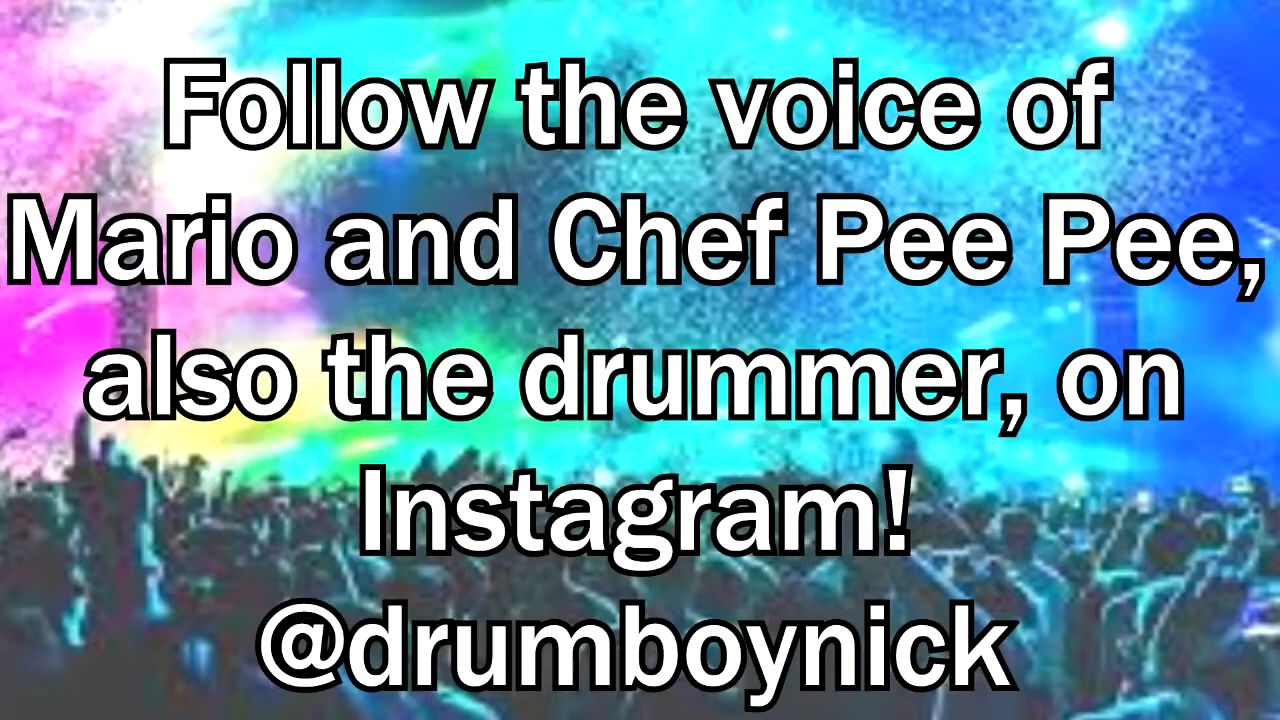 Follow the voice of
Mario and Chef Pee Pee,
also the drummer, on
Instagram!
@drumboynick